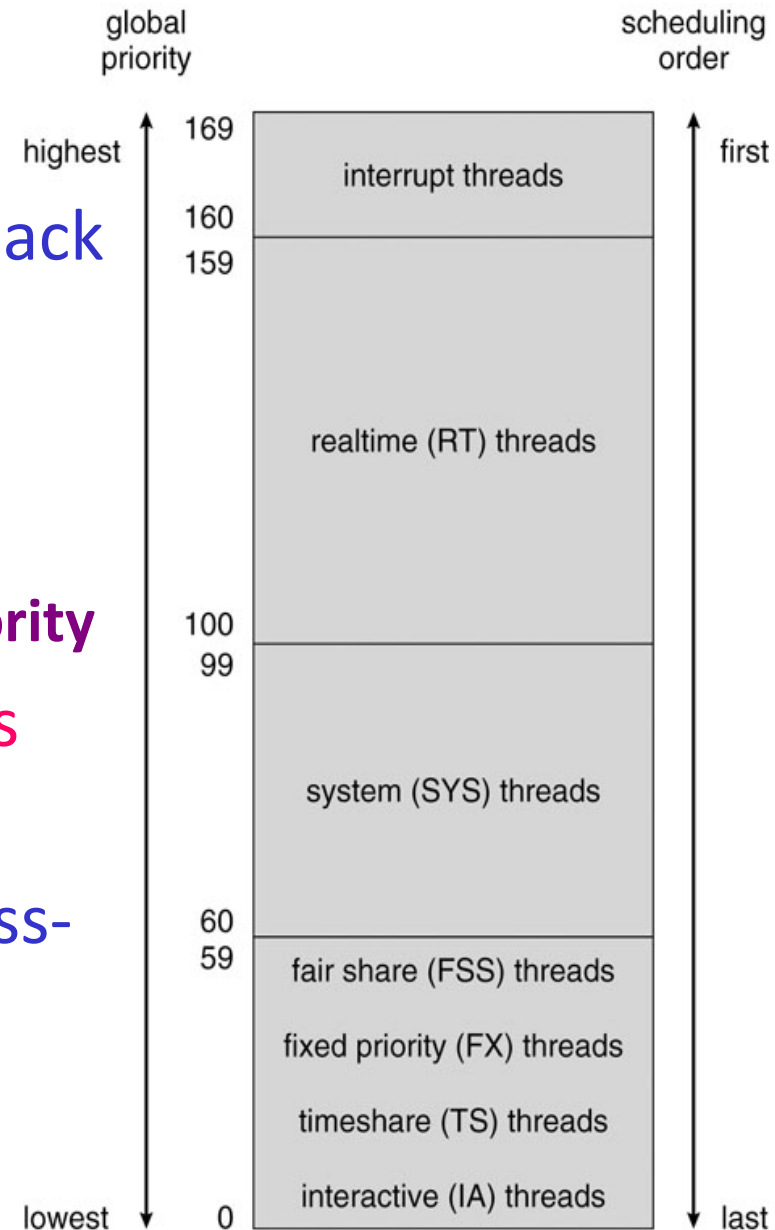 global
priority
scheduling
order
highest
169
first
interrupt threads
160
ack
159
realtime (RT) threads
ority
100
99
s
system (SYS) threads
ss-
60
59
fair share (FSS) threads
fixed priority (FX) threads
timeshare (TS) threads
interactive (IA) threads
lowest
0
last